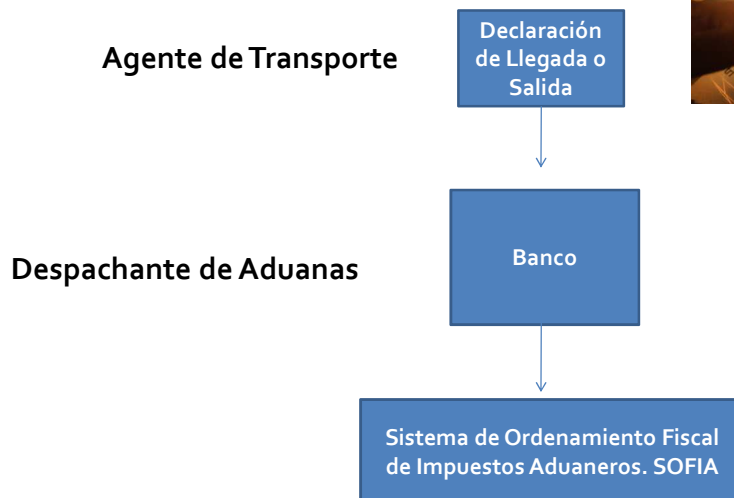 Agente de Transporte
Declaración
de Llegada o
Salida
Despachante de Aduanas
Banco
Sistema de Ordenamiento Fiscal
de Impuestos Aduaneros. SOFIA